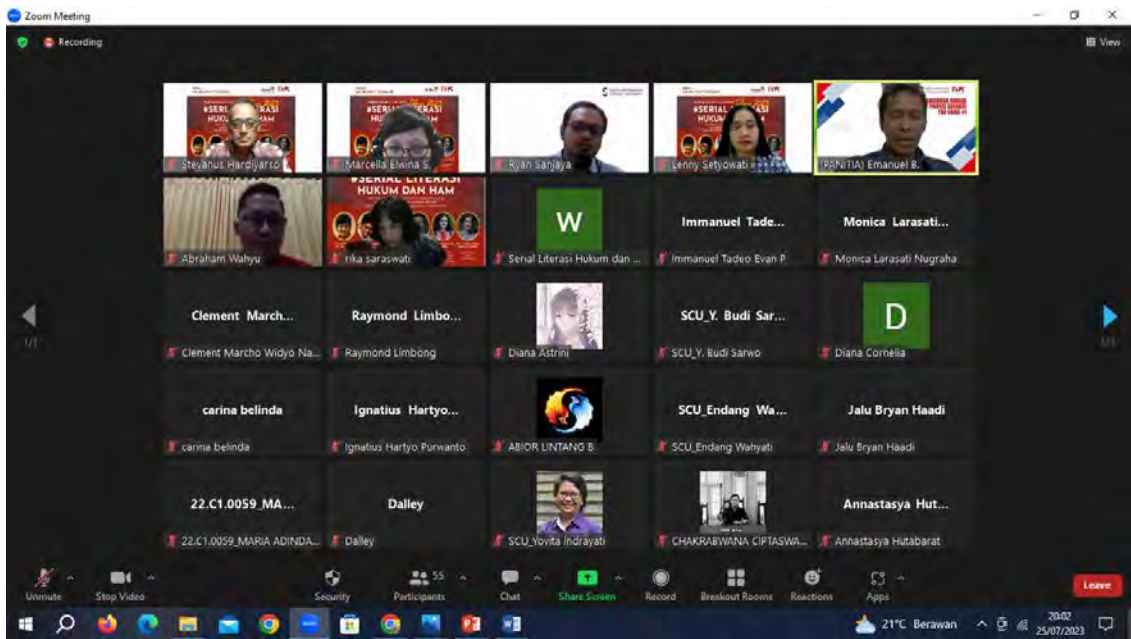 Zoom Meeting
Recording
View
#SERIAL LITERASI
Stevanus Hardiyarso
Marcella Elwina S.
Ryan Sanjaya
Lenny Setyowati
(PANITIA) Emanuel B.
#SERIAL LITERASI
HUKUM DAN HAM
Abraham Wahyu
rika saraswati
W
Serial Literasi Hukum dan ...
Immanuel Tade...
Immanuel Tadeo Evan P
Monica Larasati...
Monica Larasati Nugraha
Clement March...
Clement Marcho Widyo Na...
Raymond Limbo...
Raymond Limbong
Diana Astrini
SCU_Y. Budi Sar...
SCU_Y. Budi Sarwo
D
Diana Cornelia
1/1
1/1
carina belinda
carina belinda
Ignatius Hartyo...
Ignatius Hartyo Purwanto
ABIOR LINTANG B
SCU_Endang Wa...
SCU_Endang Wahyati
Jalu Bryan Haadi
Jalu Bryan Haadi
22.C1.0059_MA...
22.C1.0059_MARIA ADINDA...
Dalley
Dalley
SCU_Yovita Indrayati
CHAKRABWANA CIPTASWA...
Annastasya Hut...
Annastasya Hutabarat
Unmute
Stop Video
Security
55
Participants
Chat
Share Screen
Record
Breakout Rooms
Reactions
Apps
Leave
21°C Berawan
20:02
25/07/2023